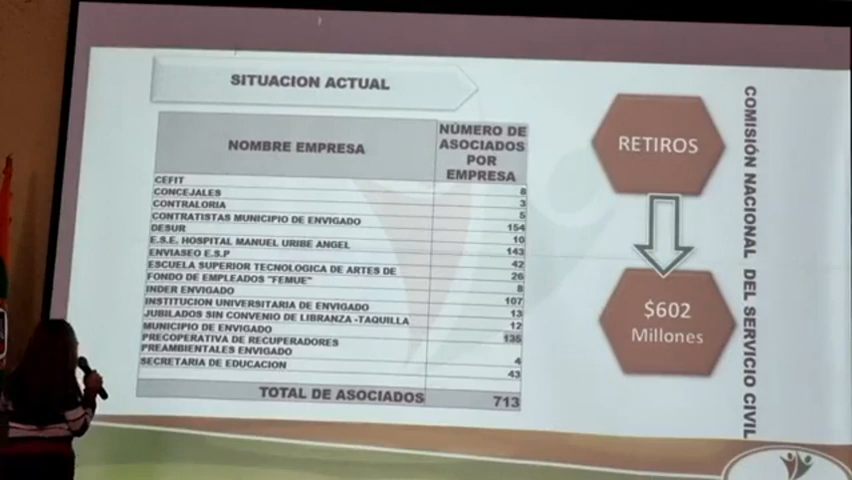 SITUACION ACTUAL
NOMBRE EMPRESA
NÚMERO DE
ASOCIADOS
POR
EMPRESA
CEFIT 8
CONCEJALES 3
CONTRALORIA 5
CONTRATISTAS MUNICIPIO DE ENVIGADO 154
DESUR 10
E.S.E. HOSPITAL MANUEL URIBE ANGEL 143
ENVIASEO E.S.P 42
ESCUELA SUPERIOR TECNOLOGICA DE ARTES DE 26
FONDO DE EMPLEADOS "FEMUE" 8
INDER ENVIGADO 107
INSTITUCION UNIVERSITARIA DE ENVIGADO 13
JUBILADOS SIN CONVENIO DE LIBRANZA -TAQUILLA 12
MUNICIPIO DE ENVIGADO 135
PRECOPERATIVA DE RECUPERADORES
PREAMBIENTALES ENVIGADO 4
SECRETARIA DE EDUCACION 43
TOTAL DE ASOCIADOS 713
RETIROS
$602
Millones
COMISIÓN NACIONAL DEL SERVICIO CIVIL